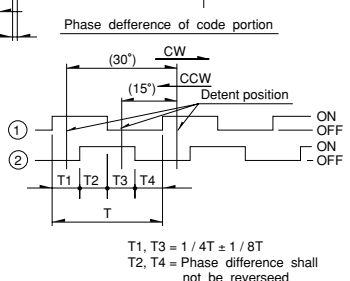 Phase defference of code portion
(30°)
CW
CCW
(15°)
Detent position
1
ON
OFF
2
ON
OFF
T1 T2 T3 T4
T
T1, T3 = 1 / 4T ± 1 / 8T
T2, T4 = Phase difference shall
not be reverseed